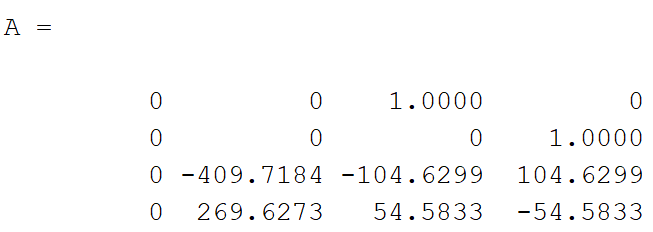 A =
0 0 1.0000 0
0 0 0 1.0000
0 -409.7184 -104.6299 104.6299
0 269.6273 54.5833 -54.5833